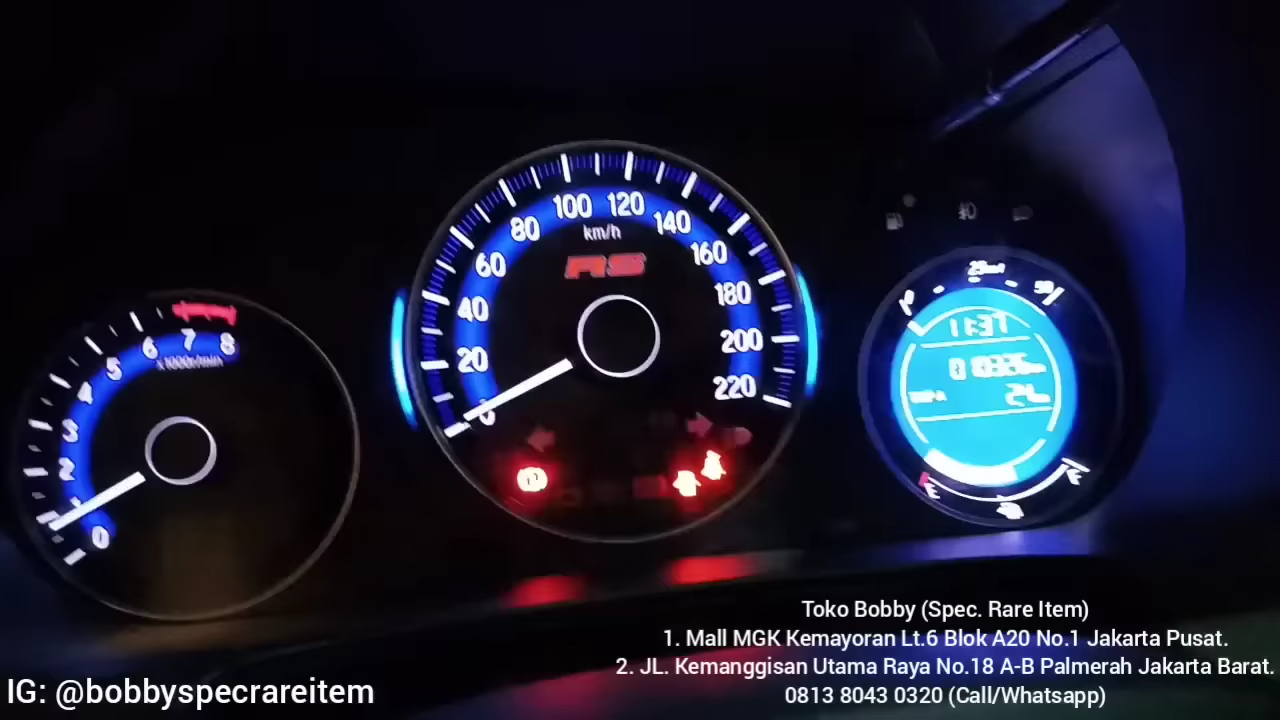 100 120
80 140
km/h
60 160
RS
40 180
20 200
0 220
5 6 7 8
x1000r/min
4
3
2
1
0
11:37
Toko Bobby (Spec. Rare Item)
1. Mall MGK Kemayoran Lt.6 Blok A20 No.1 Jakarta Pusat.
2. JL. Kemanggisan Utama Raya No.18 A-B Palmerah Jakarta Barat.
0813 8043 0320 (Call/Whatsapp)
IG: @bobbyspecrareitem